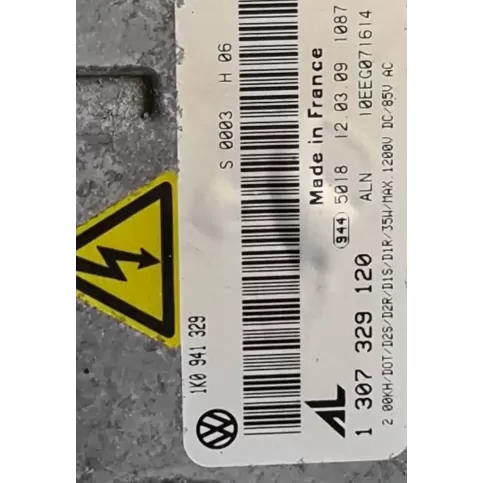 1K0 941 329
S 0003 H 06
Made in France
944 5018 12.03.09 1087
ALN 10EEG071614
AL
1 307 329 120
2 00KH/DOT/D2S/D2R/D1S/D1R/35W/MAX.1200V DC/85V AC